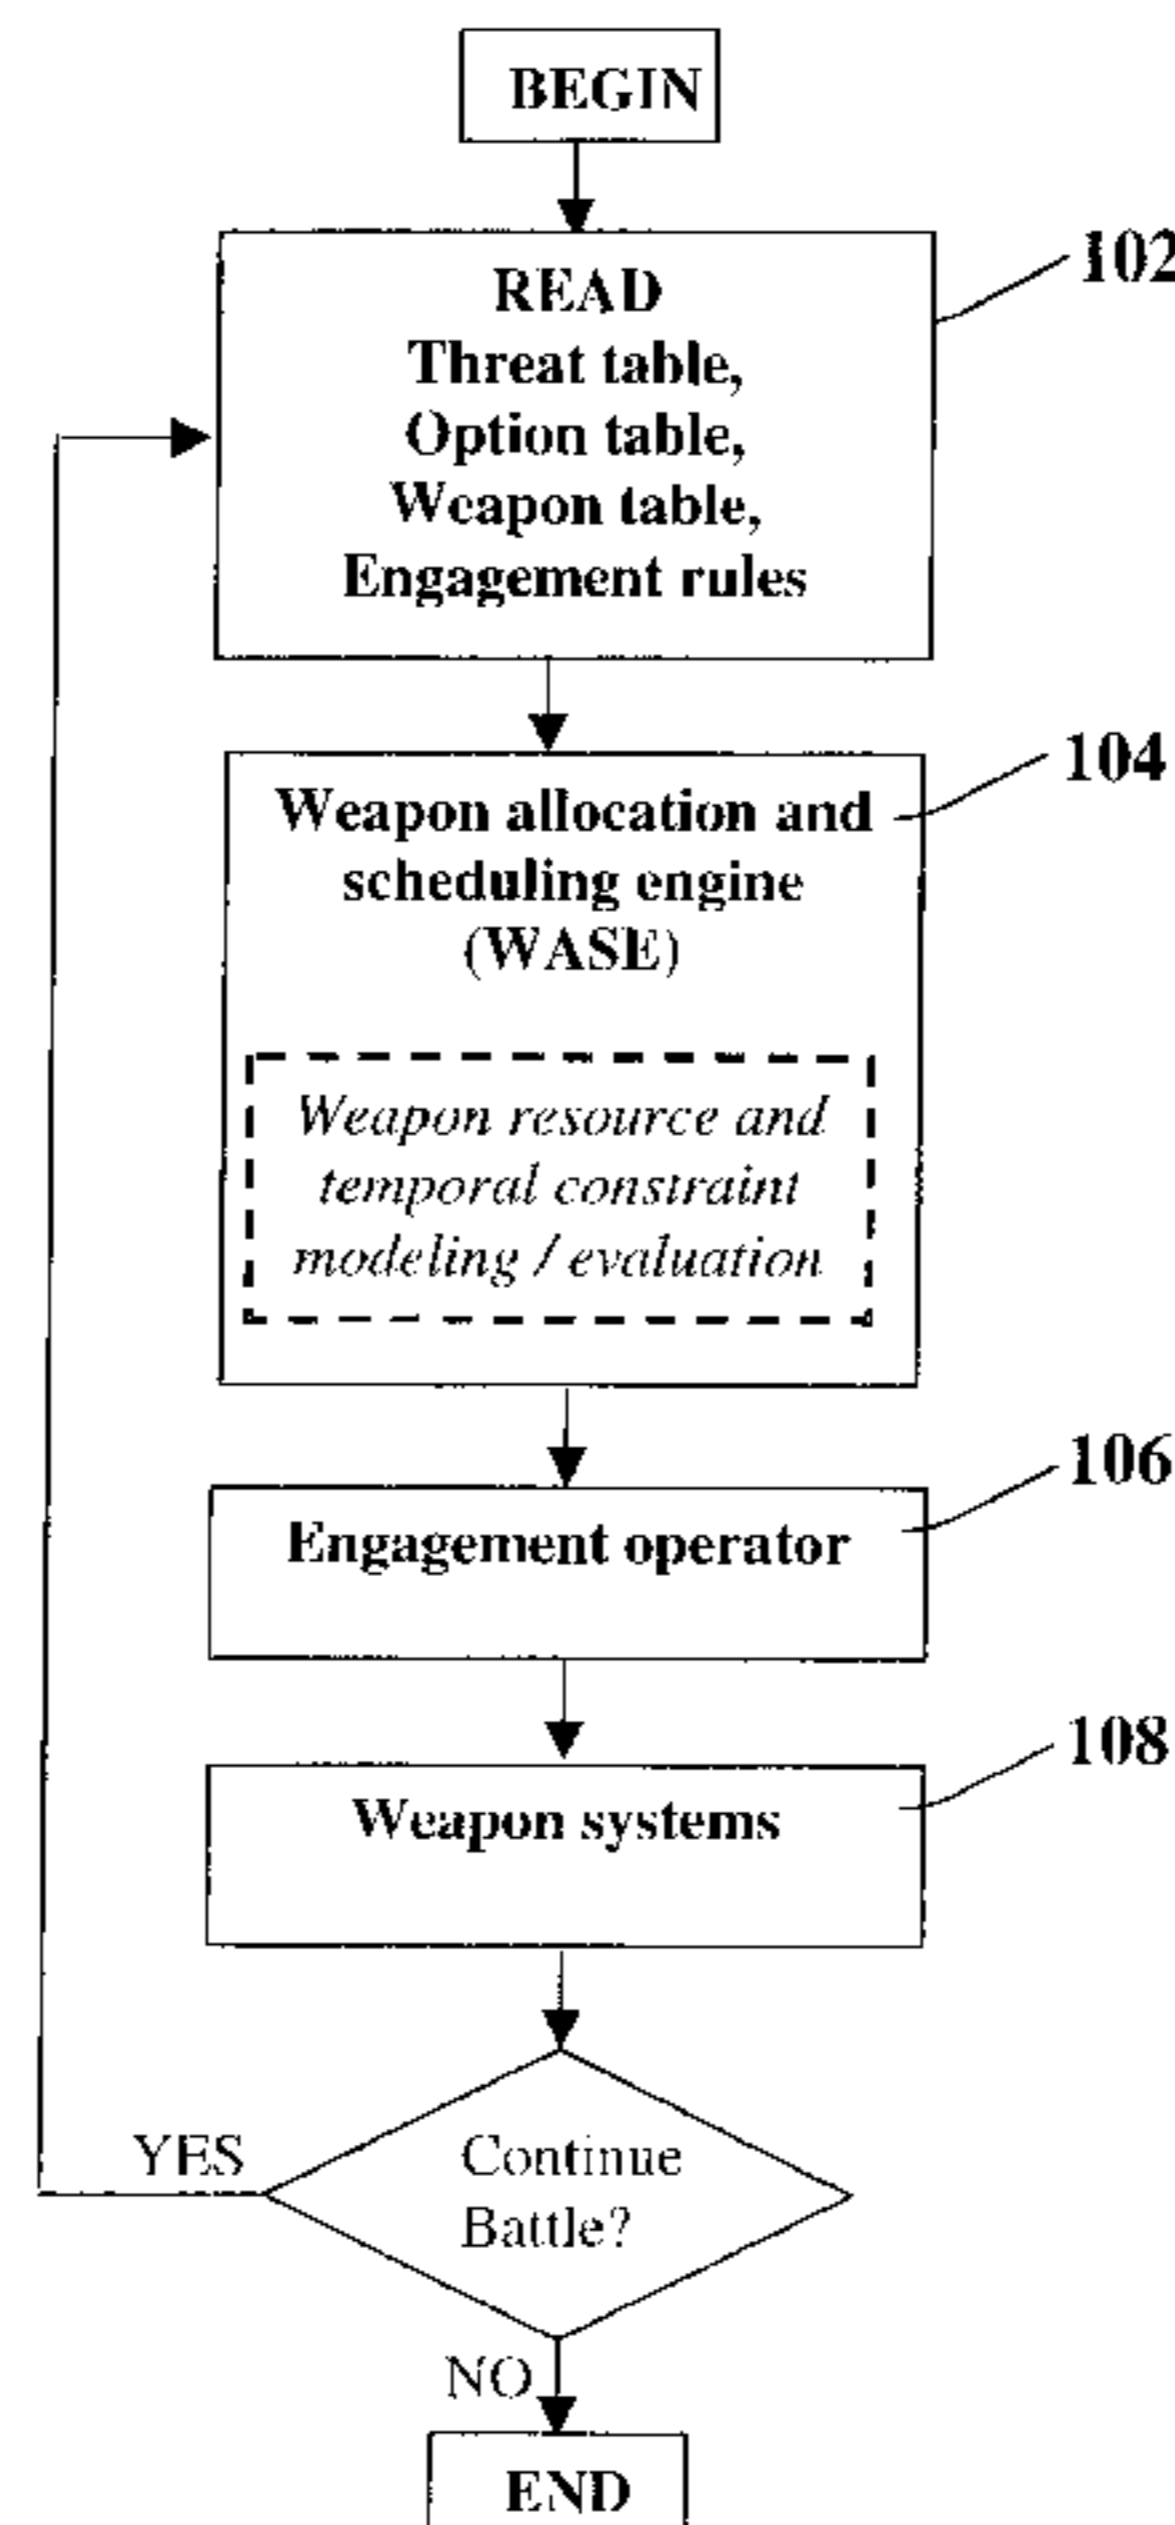 BEGIN
102
READ
Threat table,
Option table,
Weapon table,
Engagement rules
104
Weapon allocation and
scheduling engine
(WASE)
Weapon resource and
temporal constraint
modeling / evaluation
106
Engagement operator
108
Weapon systems
YES
Continue
Battle?
NO
END